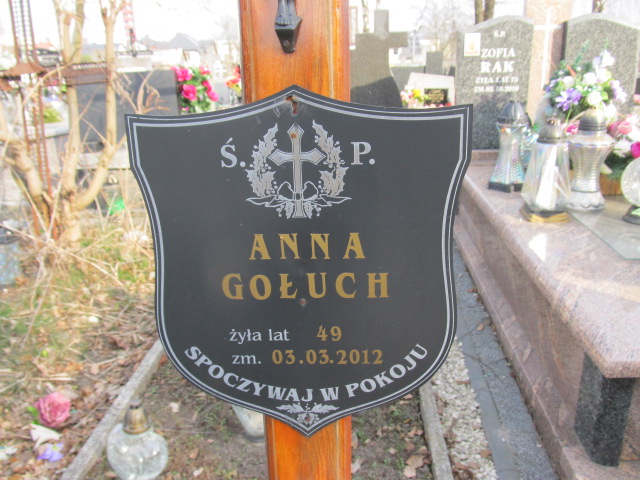 Ś. P.
ANNA
GOŁUCH
żyła lat 49
zm. 03.03.2012
SPOCZYWAJ W POKOJU
Ś.P.
ZOFIA
RAK